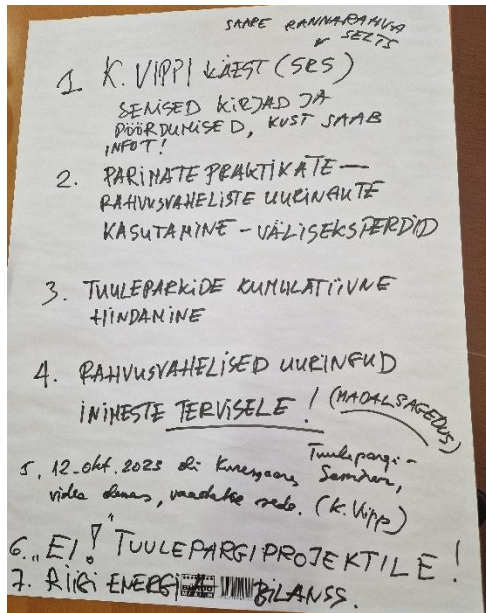 SAARE RANNARAHVA
SELTS
1. K. VIPPI KÄEST (SRS)
SENISED KIRJAD JA
PÖÖRDUMISED, KUST SAAB
INFOT!
2. PARIMATE PRAKTIKATE —
RAHVUSVAHELISTE UURINGUTE
KASUTAMINE - VÄLISEKSPERDID
3. TUULEPARKIDE KUMULATIIVNE
HINDAMINE
4. RAHVUSVAHELISED UURINGUD
INIMESTE TERVISELE! (MADALSAGEDUS)
5. 12. okt. 2023 oli Kuressaares Tuulepargi-
Seminar,
video olemas, vaadake seda. (K. Vipp)
6. „EI!" TUULEPARGIPROJEKTILE!
7. RIIGI ENERGI BILANSS.